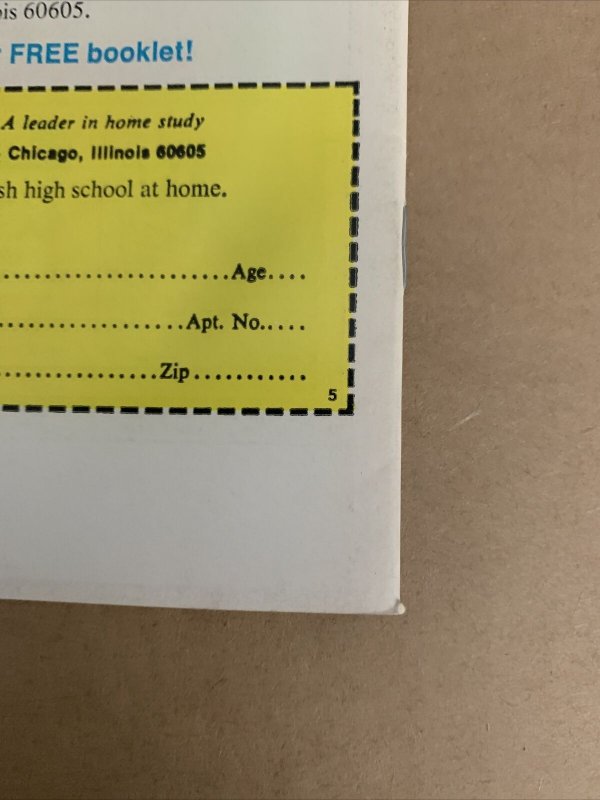 is 60605.
FREE booklet!
A leader in home study
Chicago, Illinois 60605
sh high school at home.
..........................Age....
....................Apt. No.....
.................Zip...........
5